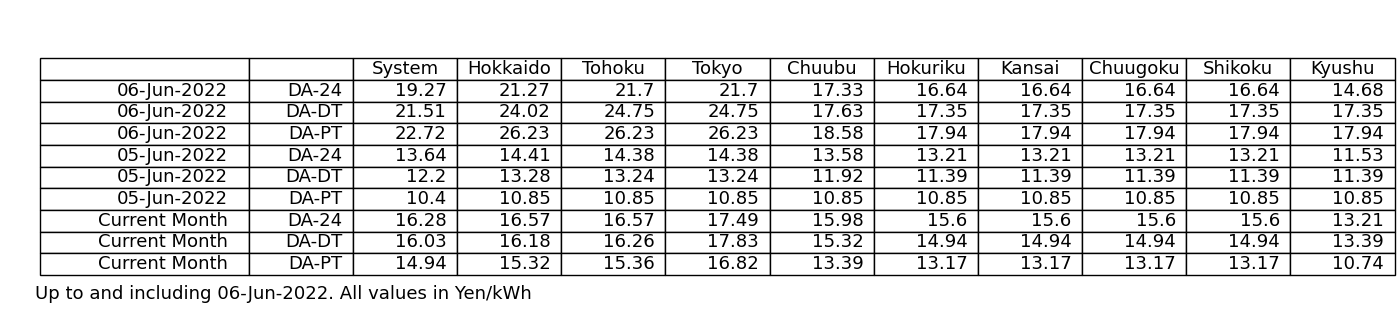 System Hokkaido Tohoku Tokyo Chuubu Hokuriku Kansai Chuugoku Shikoku Kyushu
06-Jun-2022 DA-24 19.27 21.27 21.7 21.7 17.33 16.64 16.64 16.64 16.64 14.68
06-Jun-2022 DA-DT 21.51 24.02 24.75 24.75 17.63 17.35 17.35 17.35 17.35 17.35
06-Jun-2022 DA-PT 22.72 26.23 26.23 26.23 18.58 17.94 17.94 17.94 17.94 17.94
05-Jun-2022 DA-24 13.64 14.41 14.38 14.38 13.58 13.21 13.21 13.21 13.21 11.53
05-Jun-2022 DA-DT 12.2 13.28 13.24 13.24 11.92 11.39 11.39 11.39 11.39 11.39
05-Jun-2022 DA-PT 10.4 10.85 10.85 10.85 10.85 10.85 10.85 10.85 10.85 10.85
Current Month DA-24 16.28 16.57 16.57 17.49 15.98 15.6 15.6 15.6 15.6 13.21
Current Month DA-DT 16.03 16.18 16.26 17.83 15.32 14.94 14.94 14.94 14.94 13.39
Current Month DA-PT 14.94 15.32 15.36 16.82 13.39 13.17 13.17 13.17 13.17 10.74
Up to and including 06-Jun-2022. All values in Yen/kWh